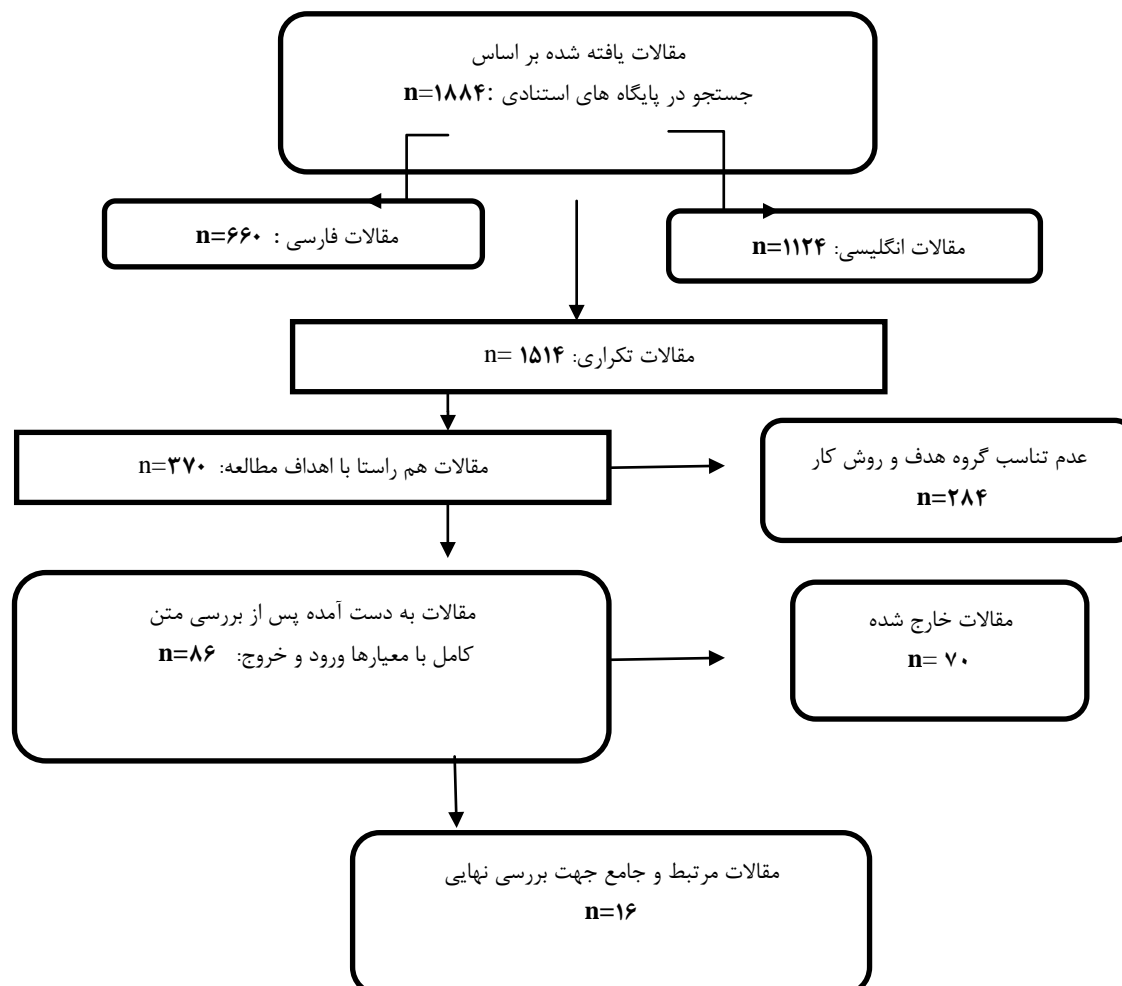 مقالات یافته شده بر اساس
جستجو در پایگاه های استنادی :n=۱۸۸۴
مقالات انگلیسی: n=۱۱۲۴
مقالات فارسی : n=۶۶۰
مقالات تکراری: n= ۱۵۱۴
مقالات هم راستا با اهداف مطالعه: n=۳۷۰
عدم تناسب گروه هدف و روش کار
n=۲۸۴
مقالات به دست آمده پس از بررسی متن
کامل با معیارها ورود و خروج: n=۸۶
مقالات خارج شده
n= ۷۰
مقالات مرتبط و جامع جهت بررسی نهایی
n=۱۶